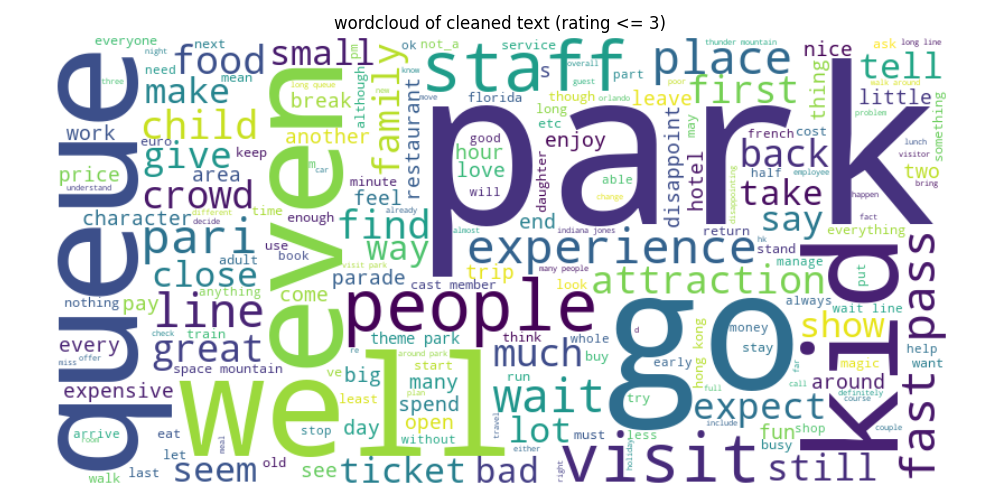 wordcloud of cleaned text (rating <= 3)
everyone
night
next
need
three
mean
food
small
pm
long queue
now
break
make
child
although
family
ok
not_a
know
move
service
s
staff
overall
guest
florida
long
etc
though
orlando
part
poor
place
leave
first
thunder mountain
may
nice
thing
ask
long line
walk around
tell
little
problem
something
queue
work
euro
price
understand
give
area
keep
another
restaurant
m
car
minute
crowd
feel
park
good
hour
love
will
enjoy
daughter
able
change
disappoint
hotel
french
cost
back
half
employee
lunch
visitor
two
bring
take
disappointing
happen
fact
character
different
decide
time
enough
already
use
book
pari
adult
close
find
way
almost
end
indiana jones
say
return
everything
hk
stand
manage
put
experience
even
visit park
parade
trip
many people
cast member
look
attraction
nothing
pay
anything
come
line
check
train
people
theme park
think
whole
go
d
money
stay
always
wait line
show
kid
fast pass
every
miss
offer
great
space mountain
re
around park
start
much
buy
early
hong kong
far
magic
help
want
expensive
well
ve
big
many
plan
run
try
full
call
around
definitely
course
least
spend
wait
expect
include
couple
arrive
room
eat
stop
day
open
without
travel
lot
must
less
fun
shop
busy
let
meal
either
walk
last
seem
old
see
ticket
bad
right
visit
holiday
still